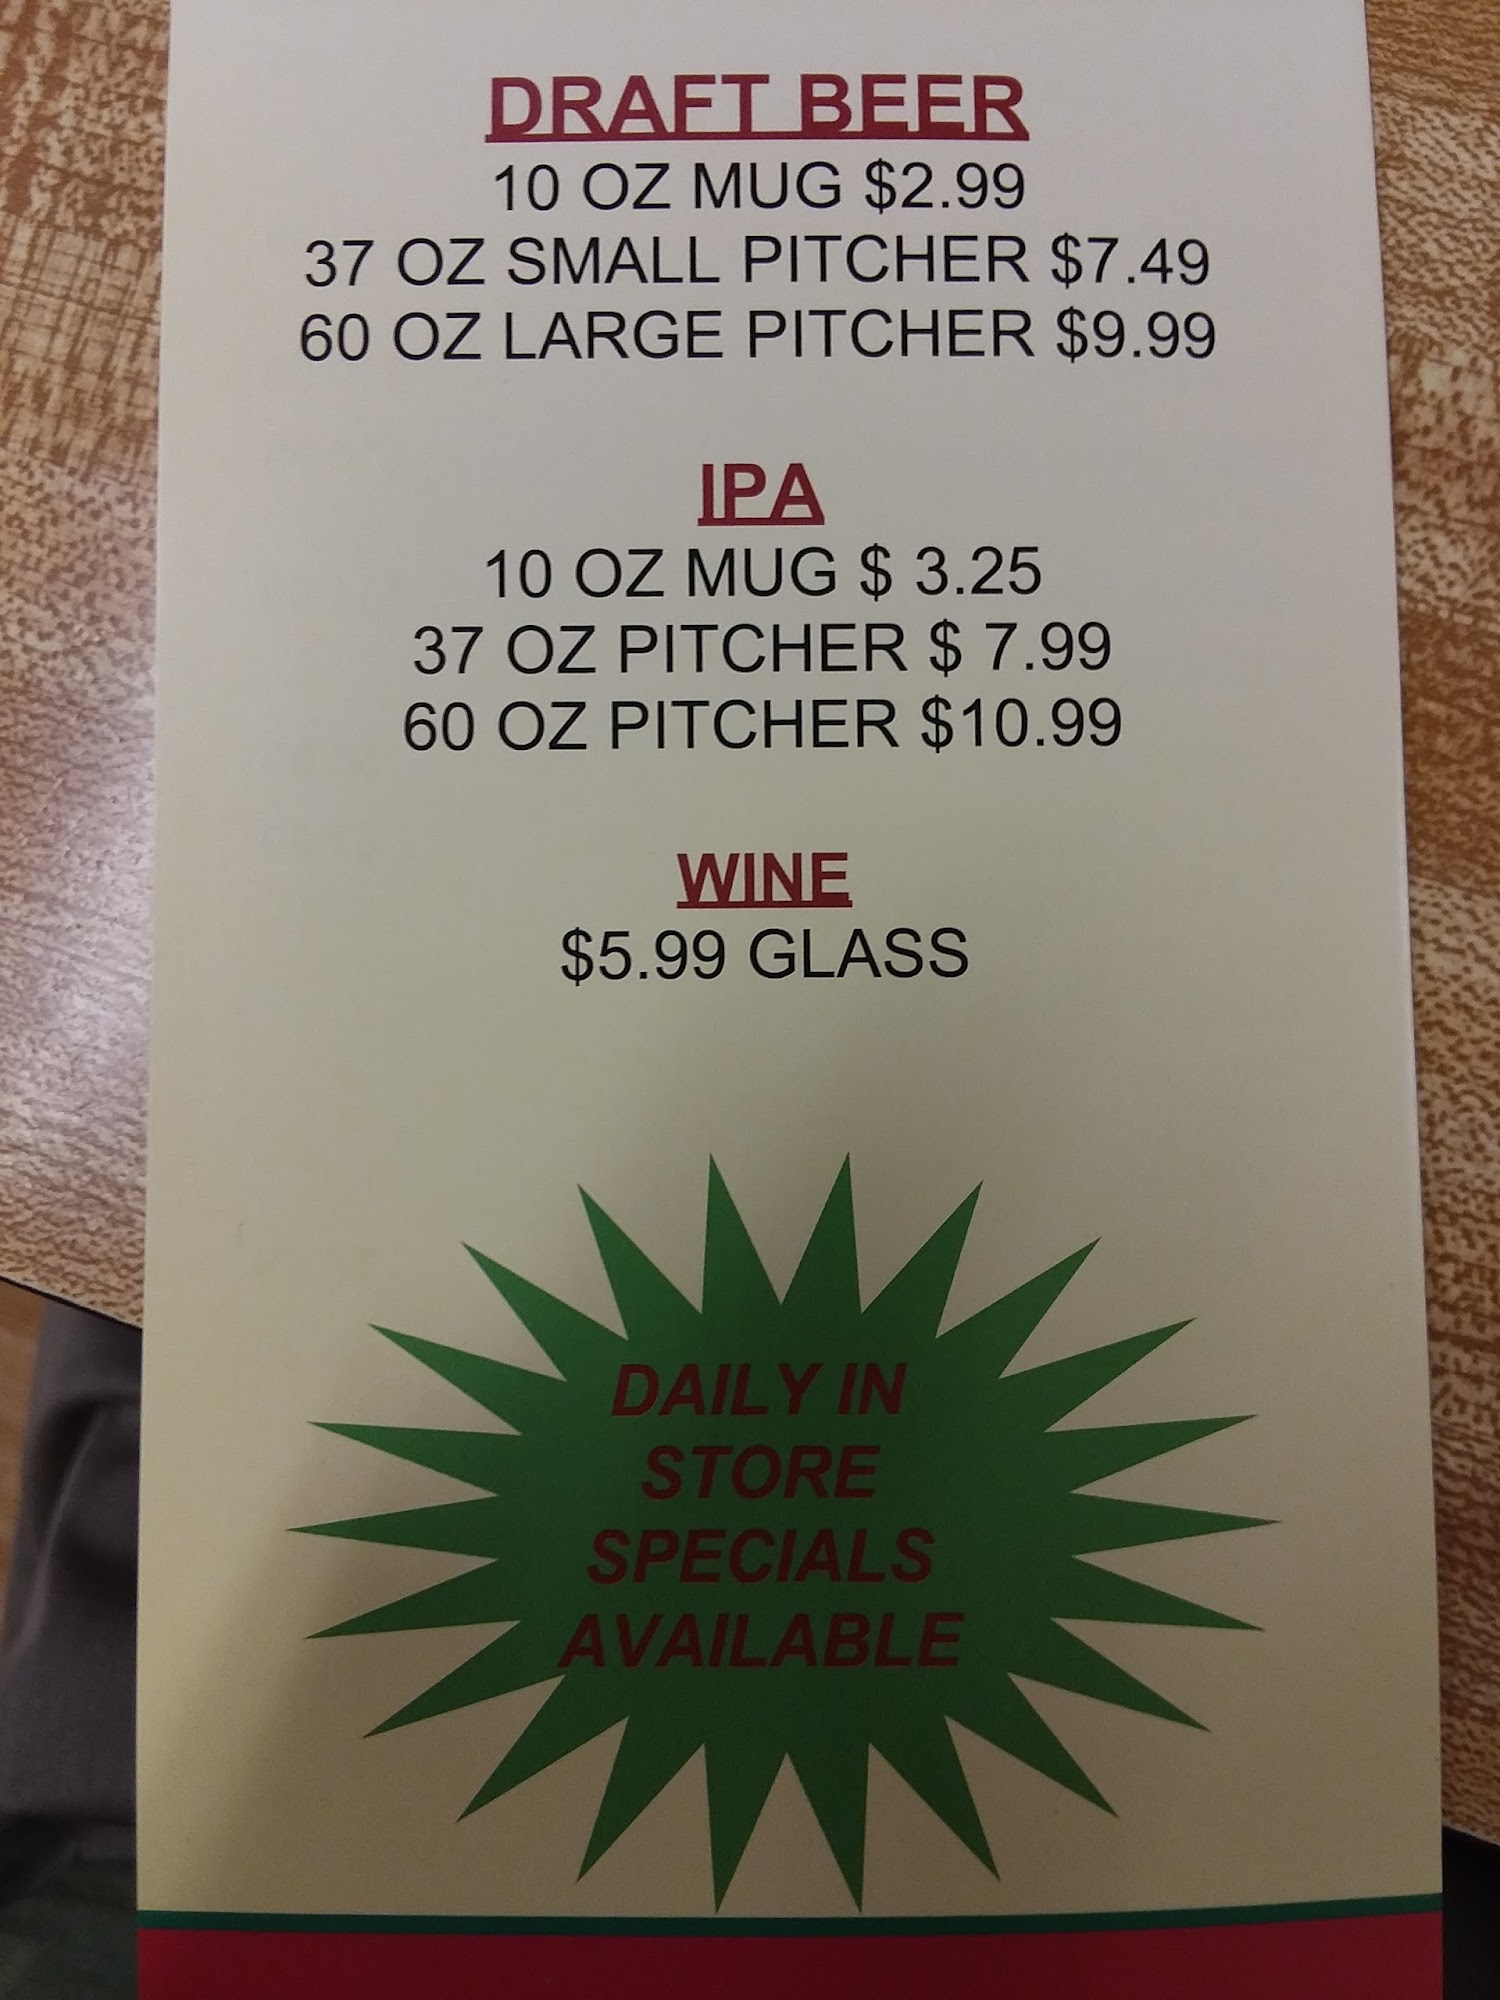 DRAFT BEER
10 OZ MUG $2.99
37 OZ SMALL PITCHER $7.49
60 OZ LARGE PITCHER $9.99
IPA
10 OZ MUG $ 3.25
37 OZ PITCHER $ 7.99
60 OZ PITCHER $10.99
WINE
$5.99 GLASS
DAILY IN
STORE
SPECIALS
AVAILABLE